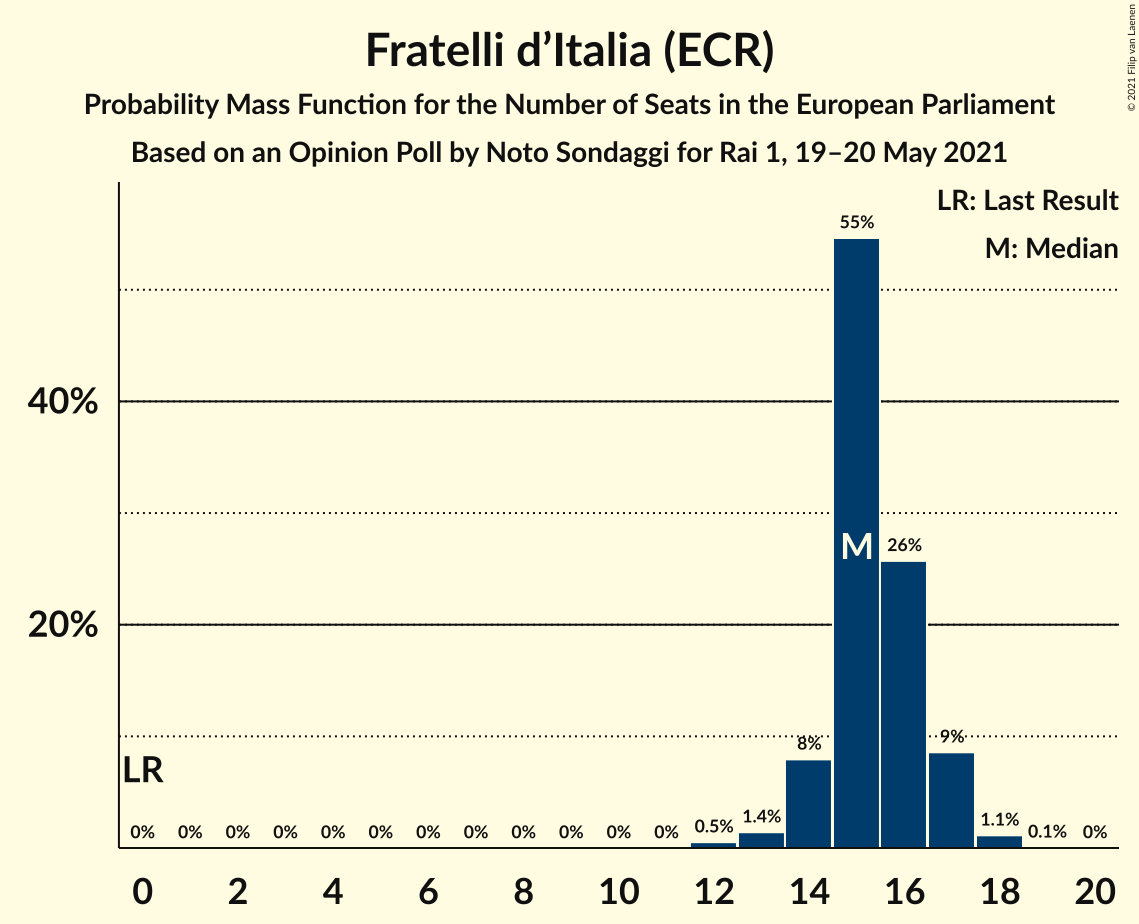 Fratelli d’Italia (ECR)
Probability Mass Function for the Number of Seats in the European Parliament
Based on an Opinion Poll by Noto Sondaggi for Rai 1, 19–20 May 2021
© 2021 Filip van Laenen
LR: Last Result
M: Median
55%
40%
M
26%
20%
9%
8%
LR
0% 0% 0% 0% 0% 0% 0% 0% 0% 0% 0% 0% 0.5% 1.4% 1.1% 0.1% 0%
0 2 4 6 8 10 12 14 16 18 20